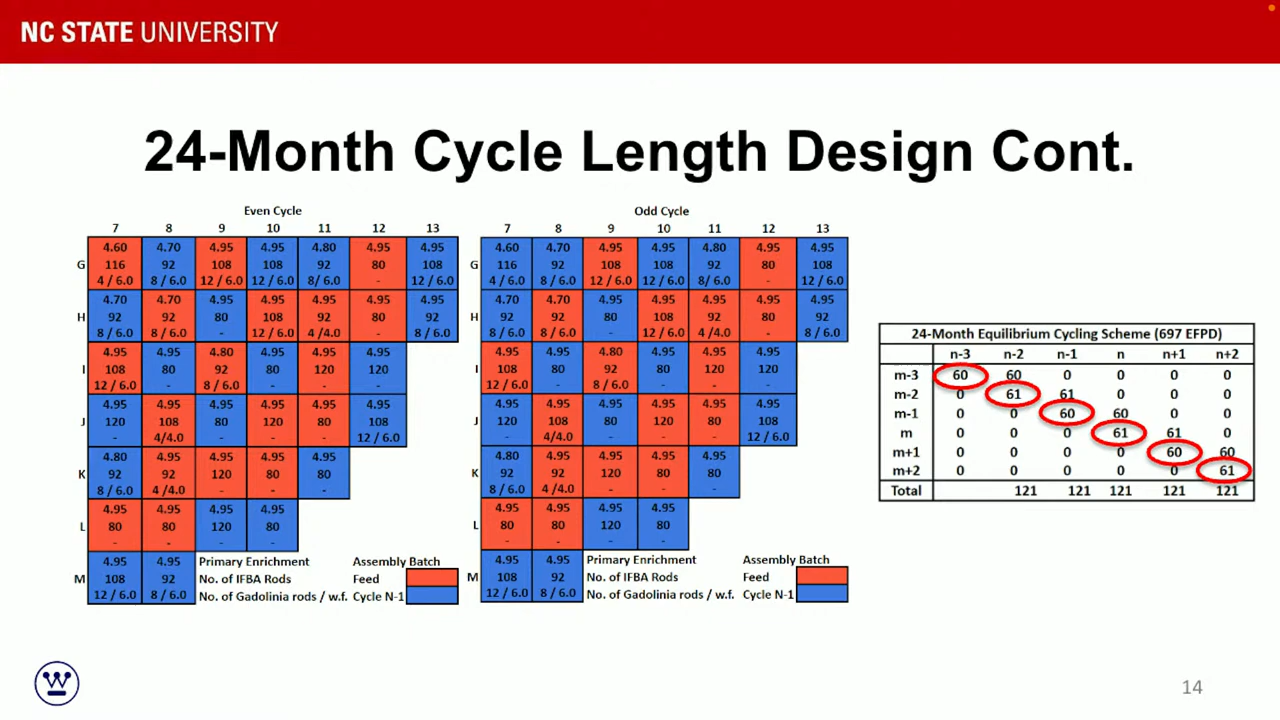 NC STATE UNIVERSITY
24-Month Cycle Length Design Cont.
Even Cycle
7 8 9 10 11 12 13
G
4.60 4.70 4.95 4.95 4.80 4.95 4.95
116 92 108 108 92 80 108
4 / 6.0 8 / 6.0 12 / 6.0 12 / 6.0 8/ 6.0 - 12 / 6.0
H
4.70 4.70 4.95 4.95 4.95 4.95 4.95
92 92 80 108 92 80 92
8 / 6.0 8 / 6.0 - 12 / 6.0 4 /4.0 - 8 / 6.0
I
4.95 4.95 4.80 4.95 4.95 4.95
108 80 92 80 120 120
12 / 6.0 - 8 / 6.0 - - -
J
4.95 4.95 4.95 4.95 4.95 4.95
120 108 80 120 80 108
- 4/4.0 - - - 12 / 6.0
K
4.80 4.95 4.95 4.95 4.95
92 92 120 80 80
8 / 6.0 4 /4.0 - - -
L
4.95 4.95 4.95 4.95
80 80 120 80
- - - -
M
4.95 4.95
108 92
12 / 6.0 8 / 6.0
Primary Enrichment Assembly Batch
No. of IFBA Rods Feed
No. of Gadolinia rods / w.f. Cycle N-1
Odd Cycle
7 8 9 10 11 12 13
G
4.60 4.70 4.95 4.95 4.80 4.95 4.95
116 92 108 108 92 80 108
4 / 6.0 8 / 6.0 12 / 6.0 12 / 6.0 8/ 6.0 - 12 / 6.0
H
4.70 4.70 4.95 4.95 4.95 4.95 4.95
92 92 80 108 92 80 92
8 / 6.0 8 / 6.0 - 12 / 6.0 4 /4.0 - 8 / 6.0
I
4.95 4.95 4.80 4.95 4.95 4.95
108 80 92 80 120 120
12 / 6.0 - 8 / 6.0 - - -
J
4.95 4.95 4.95 4.95 4.95 4.95
120 108 80 120 80 108
- 4/4.0 - - - 12 / 6.0
K
4.80 4.95 4.95 4.95 4.95
92 92 120 80 80
8 / 6.0 4 /4.0 - - -
L
4.95 4.95 4.95 4.95
80 80 120 80
- - - -
M
4.95 4.95
108 92
12 / 6.0 8 / 6.0
Primary Enrichment Assembly Batch
No. of IFBA Rods Feed
No. of Gadolinia rods / w.f. Cycle N-1
24-Month Equilibrium Cycling Scheme (697 EFPD)
n-3 n-2 n-1 n n+1 n+2
m-3 60 60 0 0 0 0
m-2 0 61 61 0 0 0
m-1 0 0 60 60 0 0
m 0 0 0 61 61 0
m+1 0 0 0 0 60 60
m+2 0 0 0 0 0 61
Total 121 121 121 121 121
14